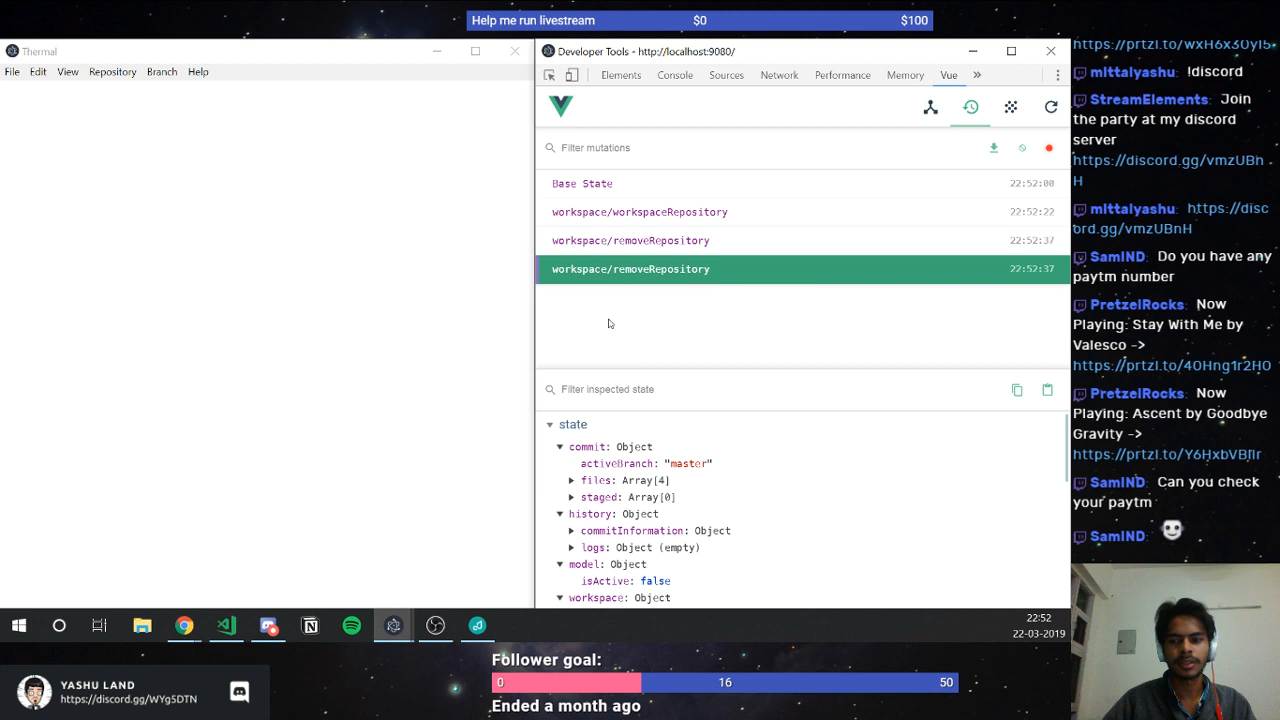 Help me run livestream $0 $100
Thermal
File Edit View Repository Branch Help
Developer Tools - http://localhost:9080/
Elements Console Sources Network Performance Memory Vue »
Filter mutations
Base State 22:52:00
workspace/workspaceRepository 22:52:22
workspace/removeRepository 22:52:37
workspace/removeRepository 22:52:37
Filter inspected state
state
commit: Object
activeBranch: "master"
files: Array[4]
staged: Array[0]
history: Object
commitInformation: Object
logs: Object (empty)
model: Object
isActive: false
workspace: Object
mittalyashu: !discord
StreamElements: Join
the party at my discord
server
https://discord.gg/vmzUBn
H
mittalyashu: https://disc
ord.gg/vmzUBnH
SamIND: Do you have any
paytm number
PretzelRocks: Now
Playing: Stay With Me by
Valesco ->
https://prtzl.to/40Hng1r2H0
PretzelRocks: Now
Playing: Ascent by Goodbye
Gravity ->
SamIND: Can you check
your paytm
SamIND:
22:52
22-03-2019
YASHU LAND
https://discord.gg/WYg5DTN
Follower goal:
0 16 50
Ended a month ago